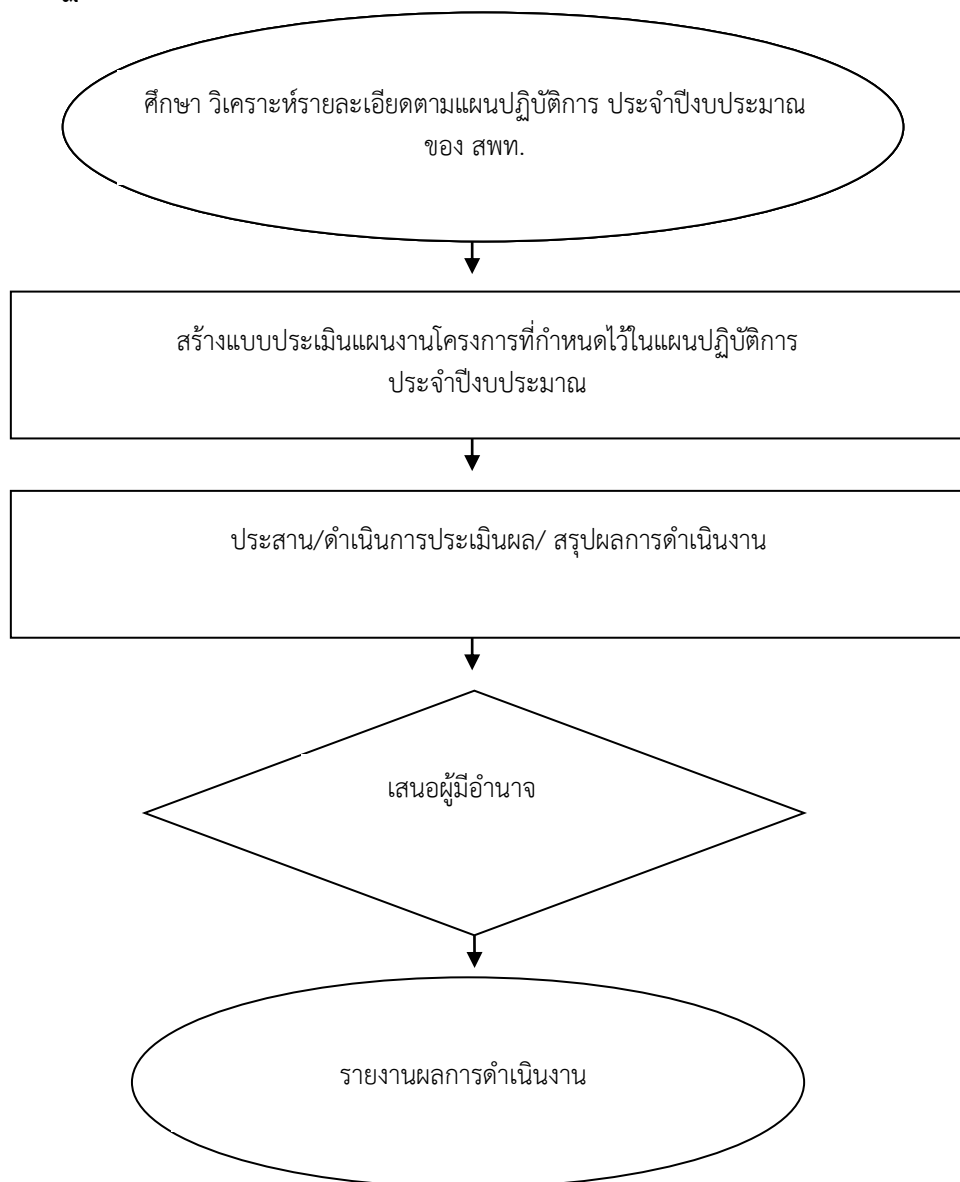 ศึกษา วิเคราะห์รายละเอียดตามแผนปฏิบัติการ ประจำปีงบประมาณ
ของ สพท.
สร้างแบบประเมินแผนงานโครงการที่กำหนดไว้ในแผนปฏิบัติการ
ประจำปีงบประมาณ
ประสาน/ดำเนินการประเมินผล/ สรุปผลการดำเนินงาน
เสนอผู้มีอำนาจ
รายงานผลการดำเนินงาน